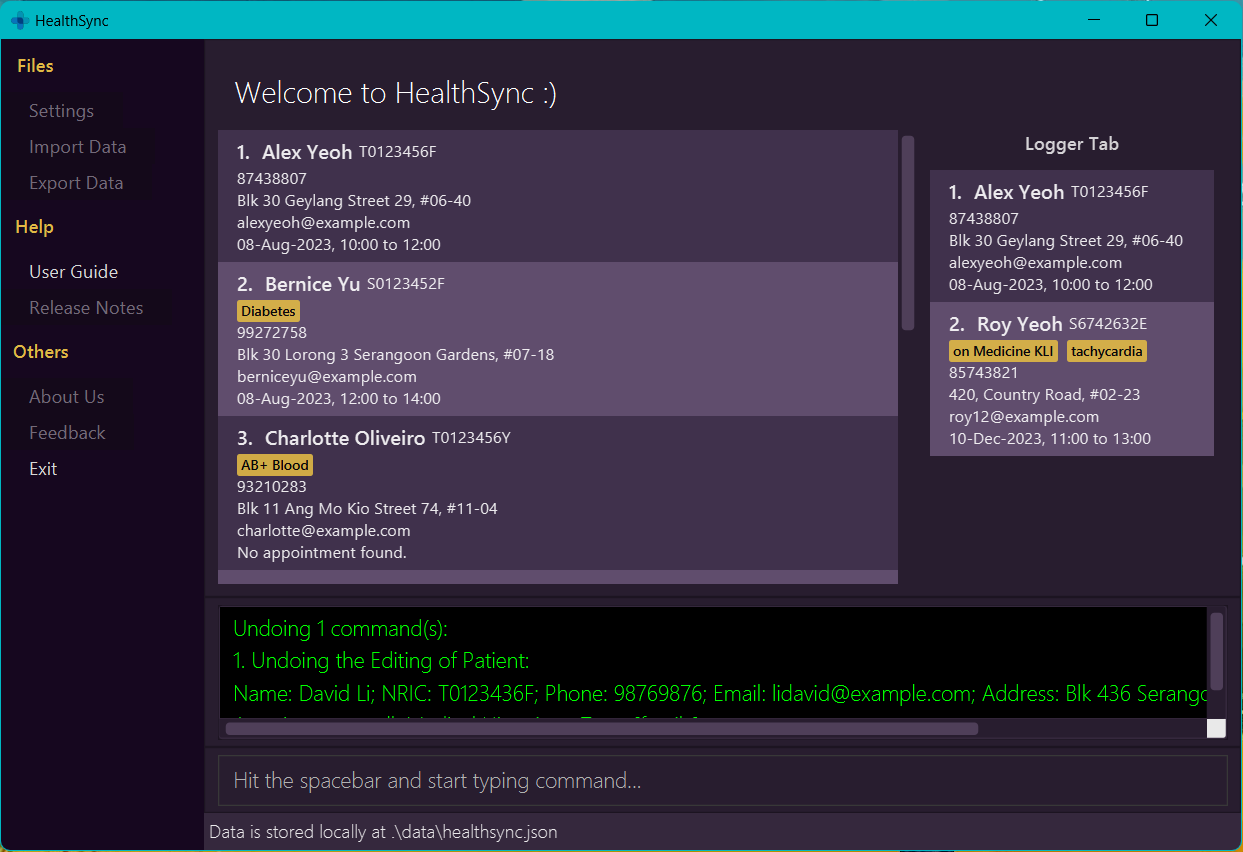 HealthSync
Files
Settings
Import Data
Export Data
Help
User Guide
Release Notes
Others
About Us
Feedback
Exit
Welcome to HealthSync :)
1. Alex Yeoh T0123456F
87438807
Blk 30 Geylang Street 29, #06-40
alexyeoh@example.com
08-Aug-2023, 10:00 to 12:00
2. Bernice Yu S0123452F
Diabetes
99272758
Blk 30 Lorong 3 Serangoon Gardens, #07-18
berniceyu@example.com
08-Aug-2023, 12:00 to 14:00
3. Charlotte Oliveiro T0123456Y
AB+ Blood
93210283
Blk 11 Ang Mo Kio Street 74, #11-04
charlotte@example.com
No appointment found.
Logger Tab
1. Alex Yeoh T0123456F
87438807
Blk 30 Geylang Street 29, #06-40
alexyeoh@example.com
08-Aug-2023, 10:00 to 12:00
2. Roy Yeoh S6742632E
on Medicine KLI tachycardia
85743821
420, Country Road, #02-23
roy12@example.com
10-Dec-2023, 11:00 to 13:00
Undoing 1 command(s):
1. Undoing the Editing of Patient:
Name: David Li; NRIC: T0123436F; Phone: 98769876; Email: lidavid@example.com; Address: Blk 436 Serango
Hit the spacebar and start typing command...
Data is stored locally at .\data\healthsync.json